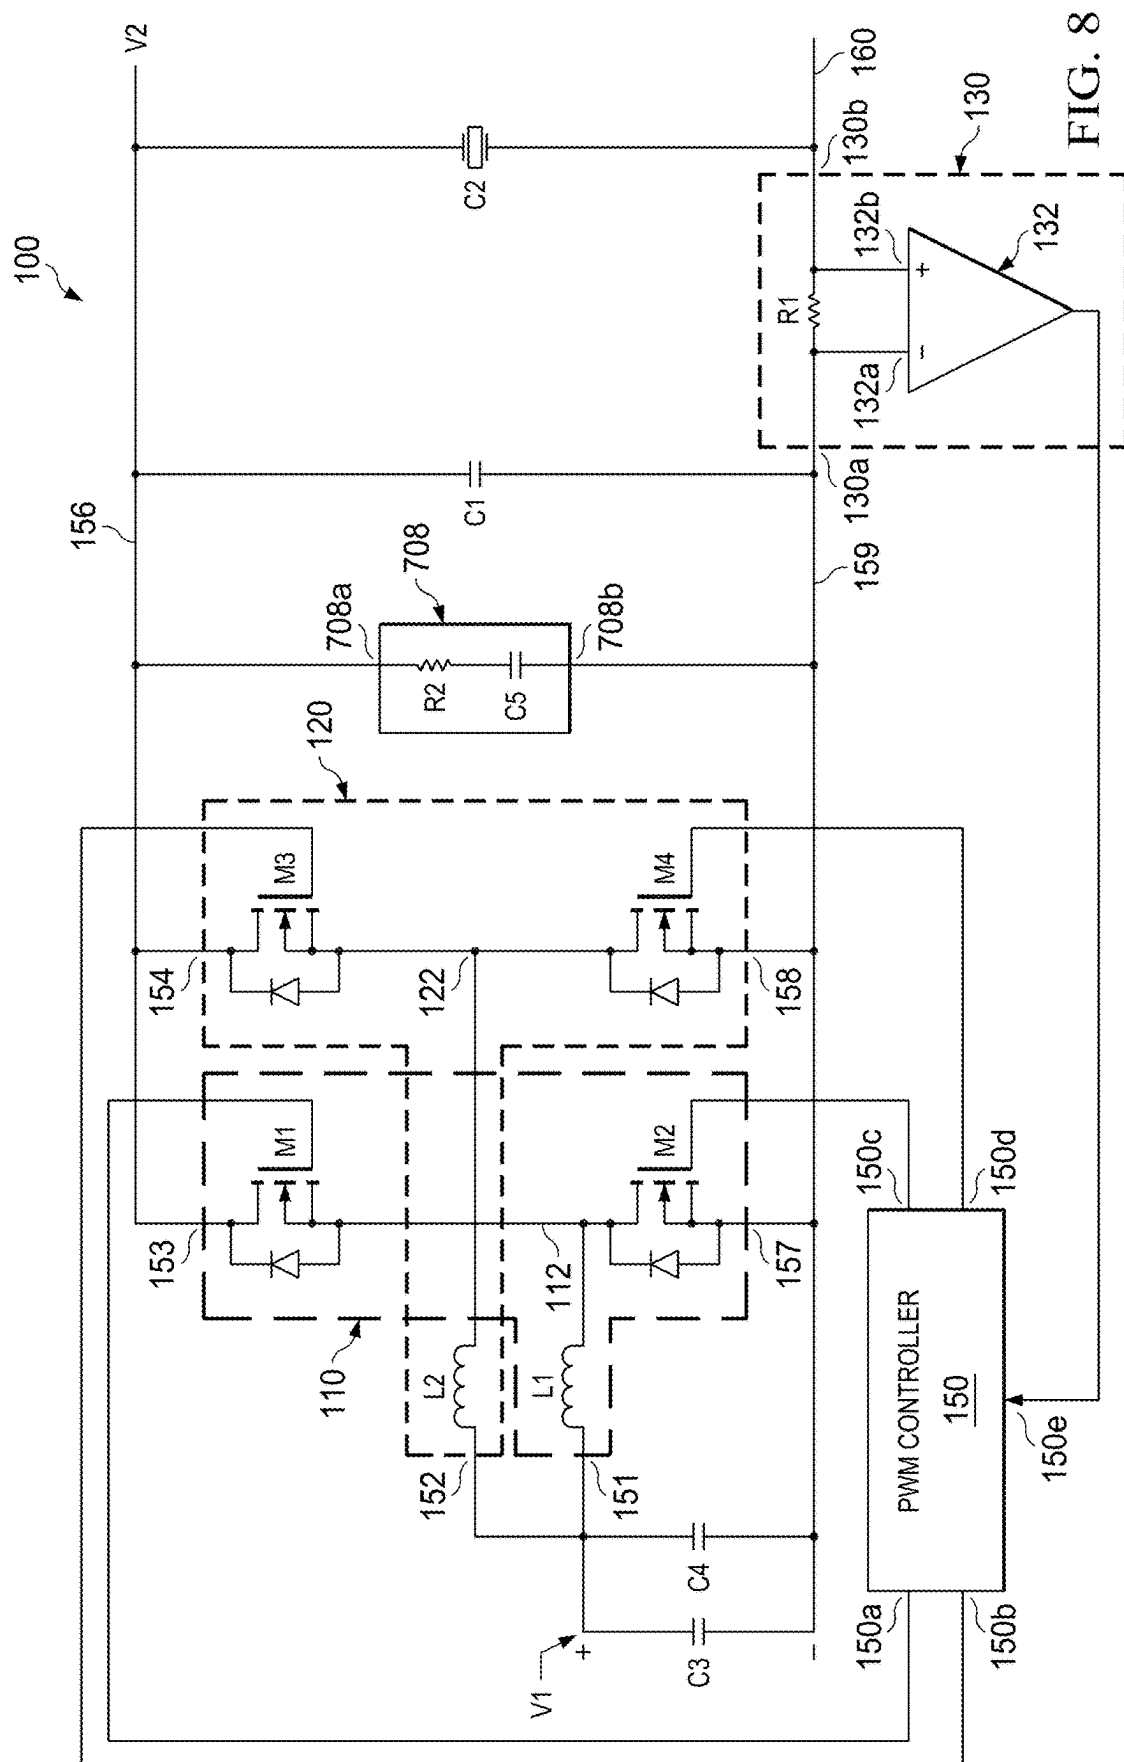 100
V2
156
120
154
M3
153
M1
110
122
112
L2
L1
152
151
V1
+
−
C3
C4
M4
158
M2
157
708a
708
R2
C5
708b
C1
C2
159
130a
R1
132a
132b
−
+
132
130b
160
130
150a
150b
150c
150d
PWM CONTROLLER
150
150e
FIG. 8